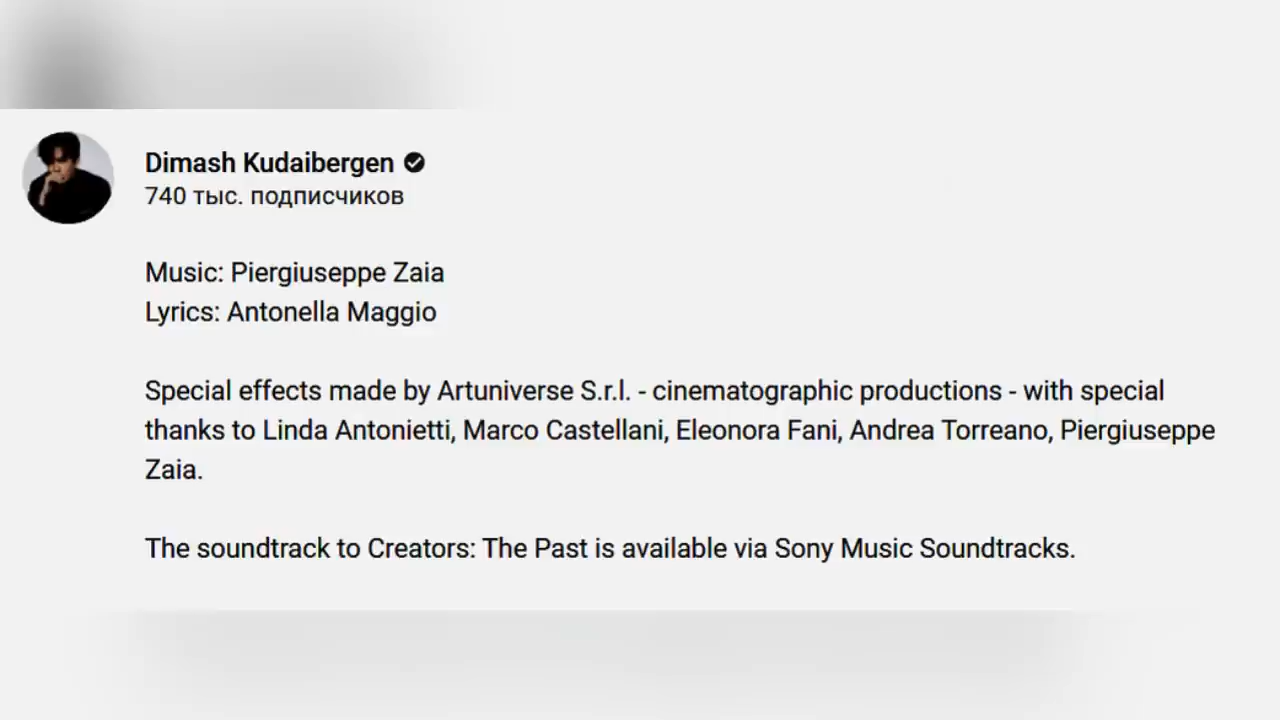 Dimash Kudaibergen
740 тыс. подписчиков
Music: Piergiuseppe Zaia
Lyrics: Antonella Maggio
Special effects made by Artuniverse S.r.l. - cinematographic productions - with special
thanks to Linda Antonietti, Marco Castellani, Eleonora Fani, Andrea Torreano, Piergiuseppe
Zaia.
The soundtrack to Creators: The Past is available via Sony Music Soundtracks.